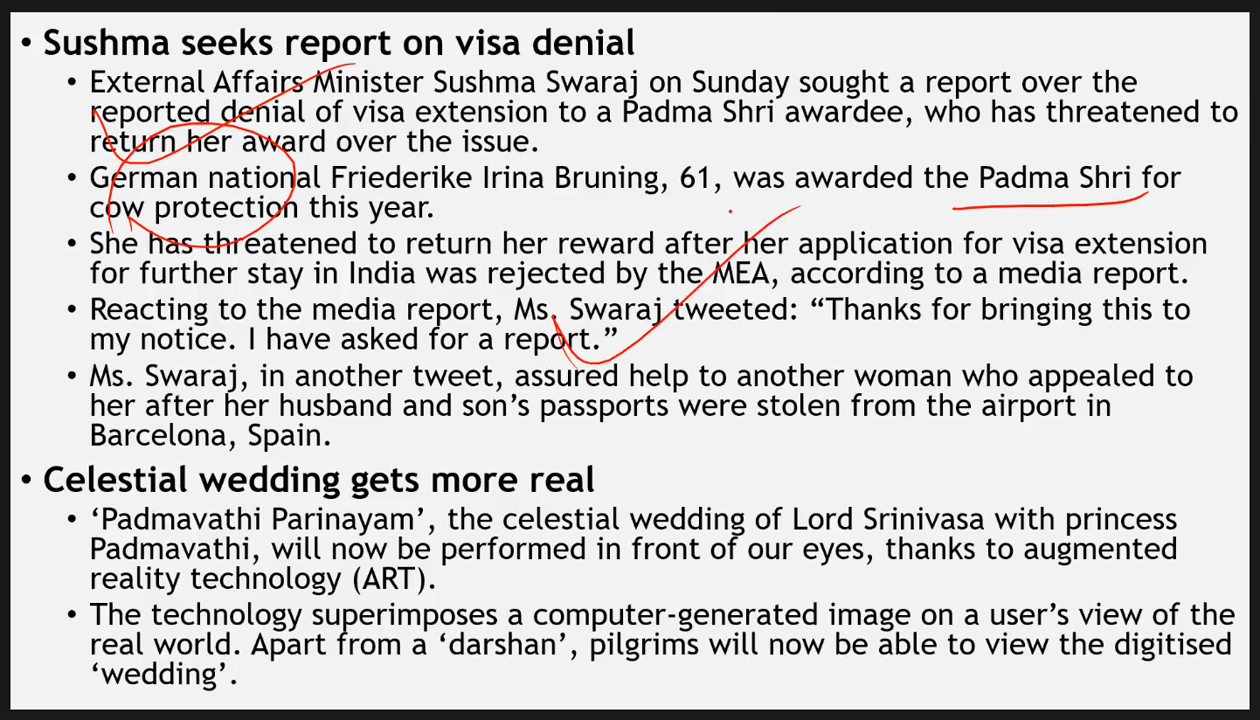 • Sushma seeks report on visa denial
• External Affairs Minister Sushma Swaraj on Sunday sought a report over the
reported denial of visa extension to a Padma Shri awardee, who has threatened to
return her award over the issue.
• German national Friederike Irina Bruning, 61, was awarded the Padma Shri for
cow protection this year.
• She has threatened to return her reward after her application for visa extension
for further stay in India was rejected by the MEA, according to a media report.
• Reacting to the media report, Ms. Swaraj tweeted: “Thanks for bringing this to
my notice. I have asked for a report.”
• Ms. Swaraj, in another tweet, assured help to another woman who appealed to
her after her husband and son’s passports were stolen from the airport in
Barcelona, Spain.
• Celestial wedding gets more real
• ‘Padmavathi Parinayam’, the celestial wedding of Lord Srinivasa with princess
Padmavathi, will now be performed in front of our eyes, thanks to augmented
reality technology (ART).
• The technology superimposes a computer-generated image on a user’s view of the
real world. Apart from a ‘darshan’, pilgrims will now be able to view the digitised
‘wedding’.